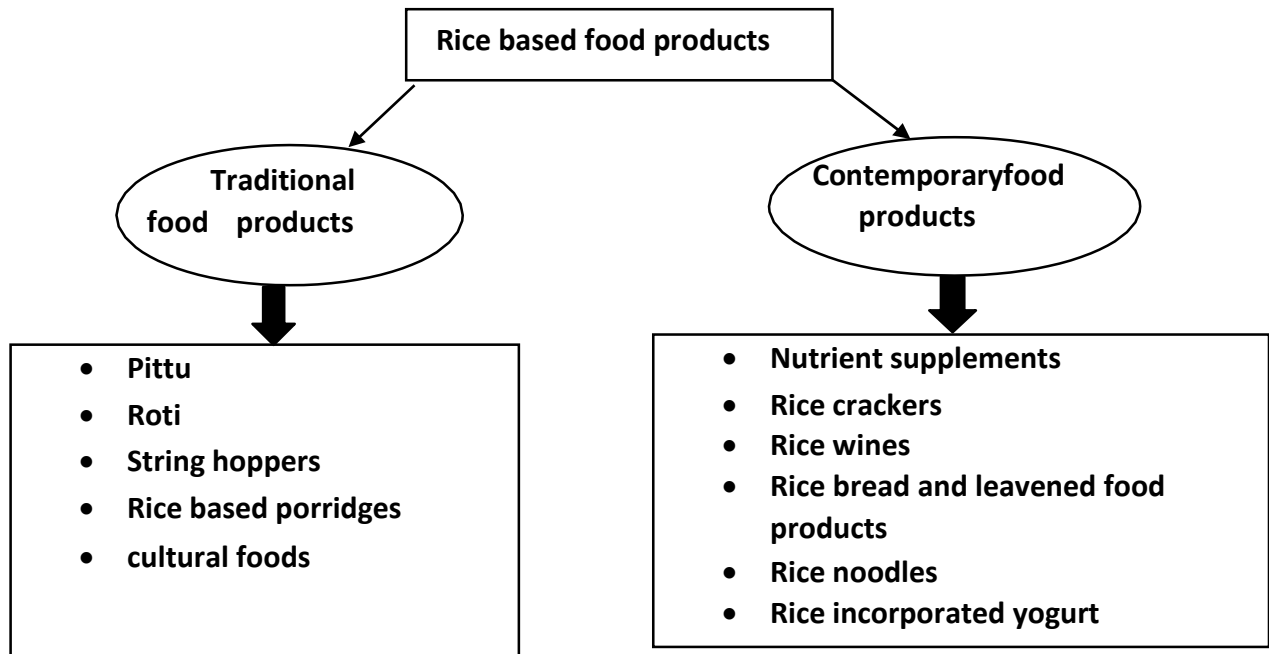 Rice based food products
Traditional
food products
Contemporaryfood
products
• Pittu
• Roti
• String hoppers
• Rice based porridges
• cultural foods
• Nutrient supplements
• Rice crackers
• Rice wines
• Rice bread and leavened food
products
• Rice noodles
• Rice incorporated yogurt